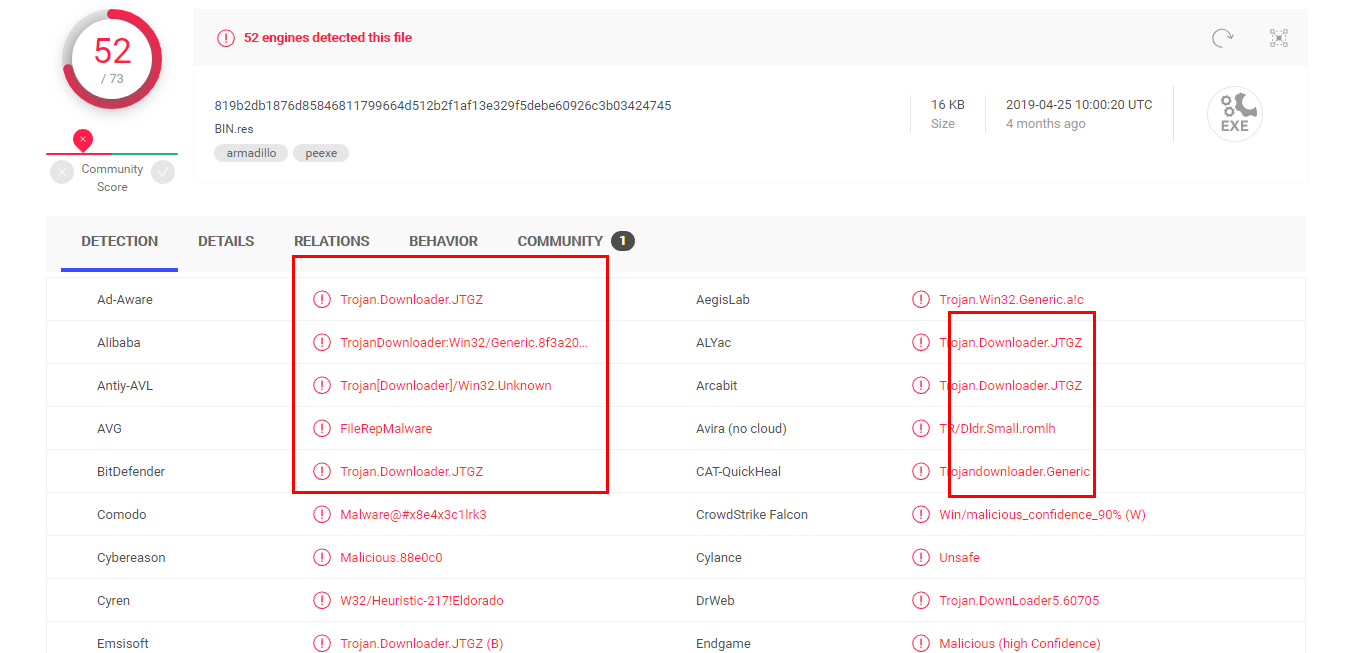 52
/ 73
Community
Score
52 engines detected this file
819b2db1876d85846811799664d512b2f1af13e329f5debe60926c3b03424745
BIN.res
armadillo peexe
16 KB
Size
2019-04-25 10:00:20 UTC
4 months ago
EXE
DETECTION DETAILS RELATIONS BEHAVIOR COMMUNITY 1
Ad-Aware Trojan.Downloader.JTGZ AegisLab Trojan.Win32.Generic.a!c
Alibaba TrojanDownloader:Win32/Generic.8f3a20... ALYac Trojan.Downloader.JTGZ
Antiy-AVL Trojan[Downloader]/Win32.Unknown Arcabit Trojan.Downloader.JTGZ
AVG FileRepMalware Avira (no cloud) TR/Dldr.Small.romlh
BitDefender Trojan.Downloader.JTGZ CAT-QuickHeal Trojandownloader.Generic
Comodo Malware@#x8e4x3c1lrk3 CrowdStrike Falcon Win/malicious_confidence_90% (W)
Cybereason Malicious.88e0c0 Cylance Unsafe
Cyren W32/Heuristic-217!Eldorado DrWeb Trojan.DownLoader5.60705
Emsisoft Trojan.Downloader.JTGZ (B) Endgame Malicious (high Confidence)